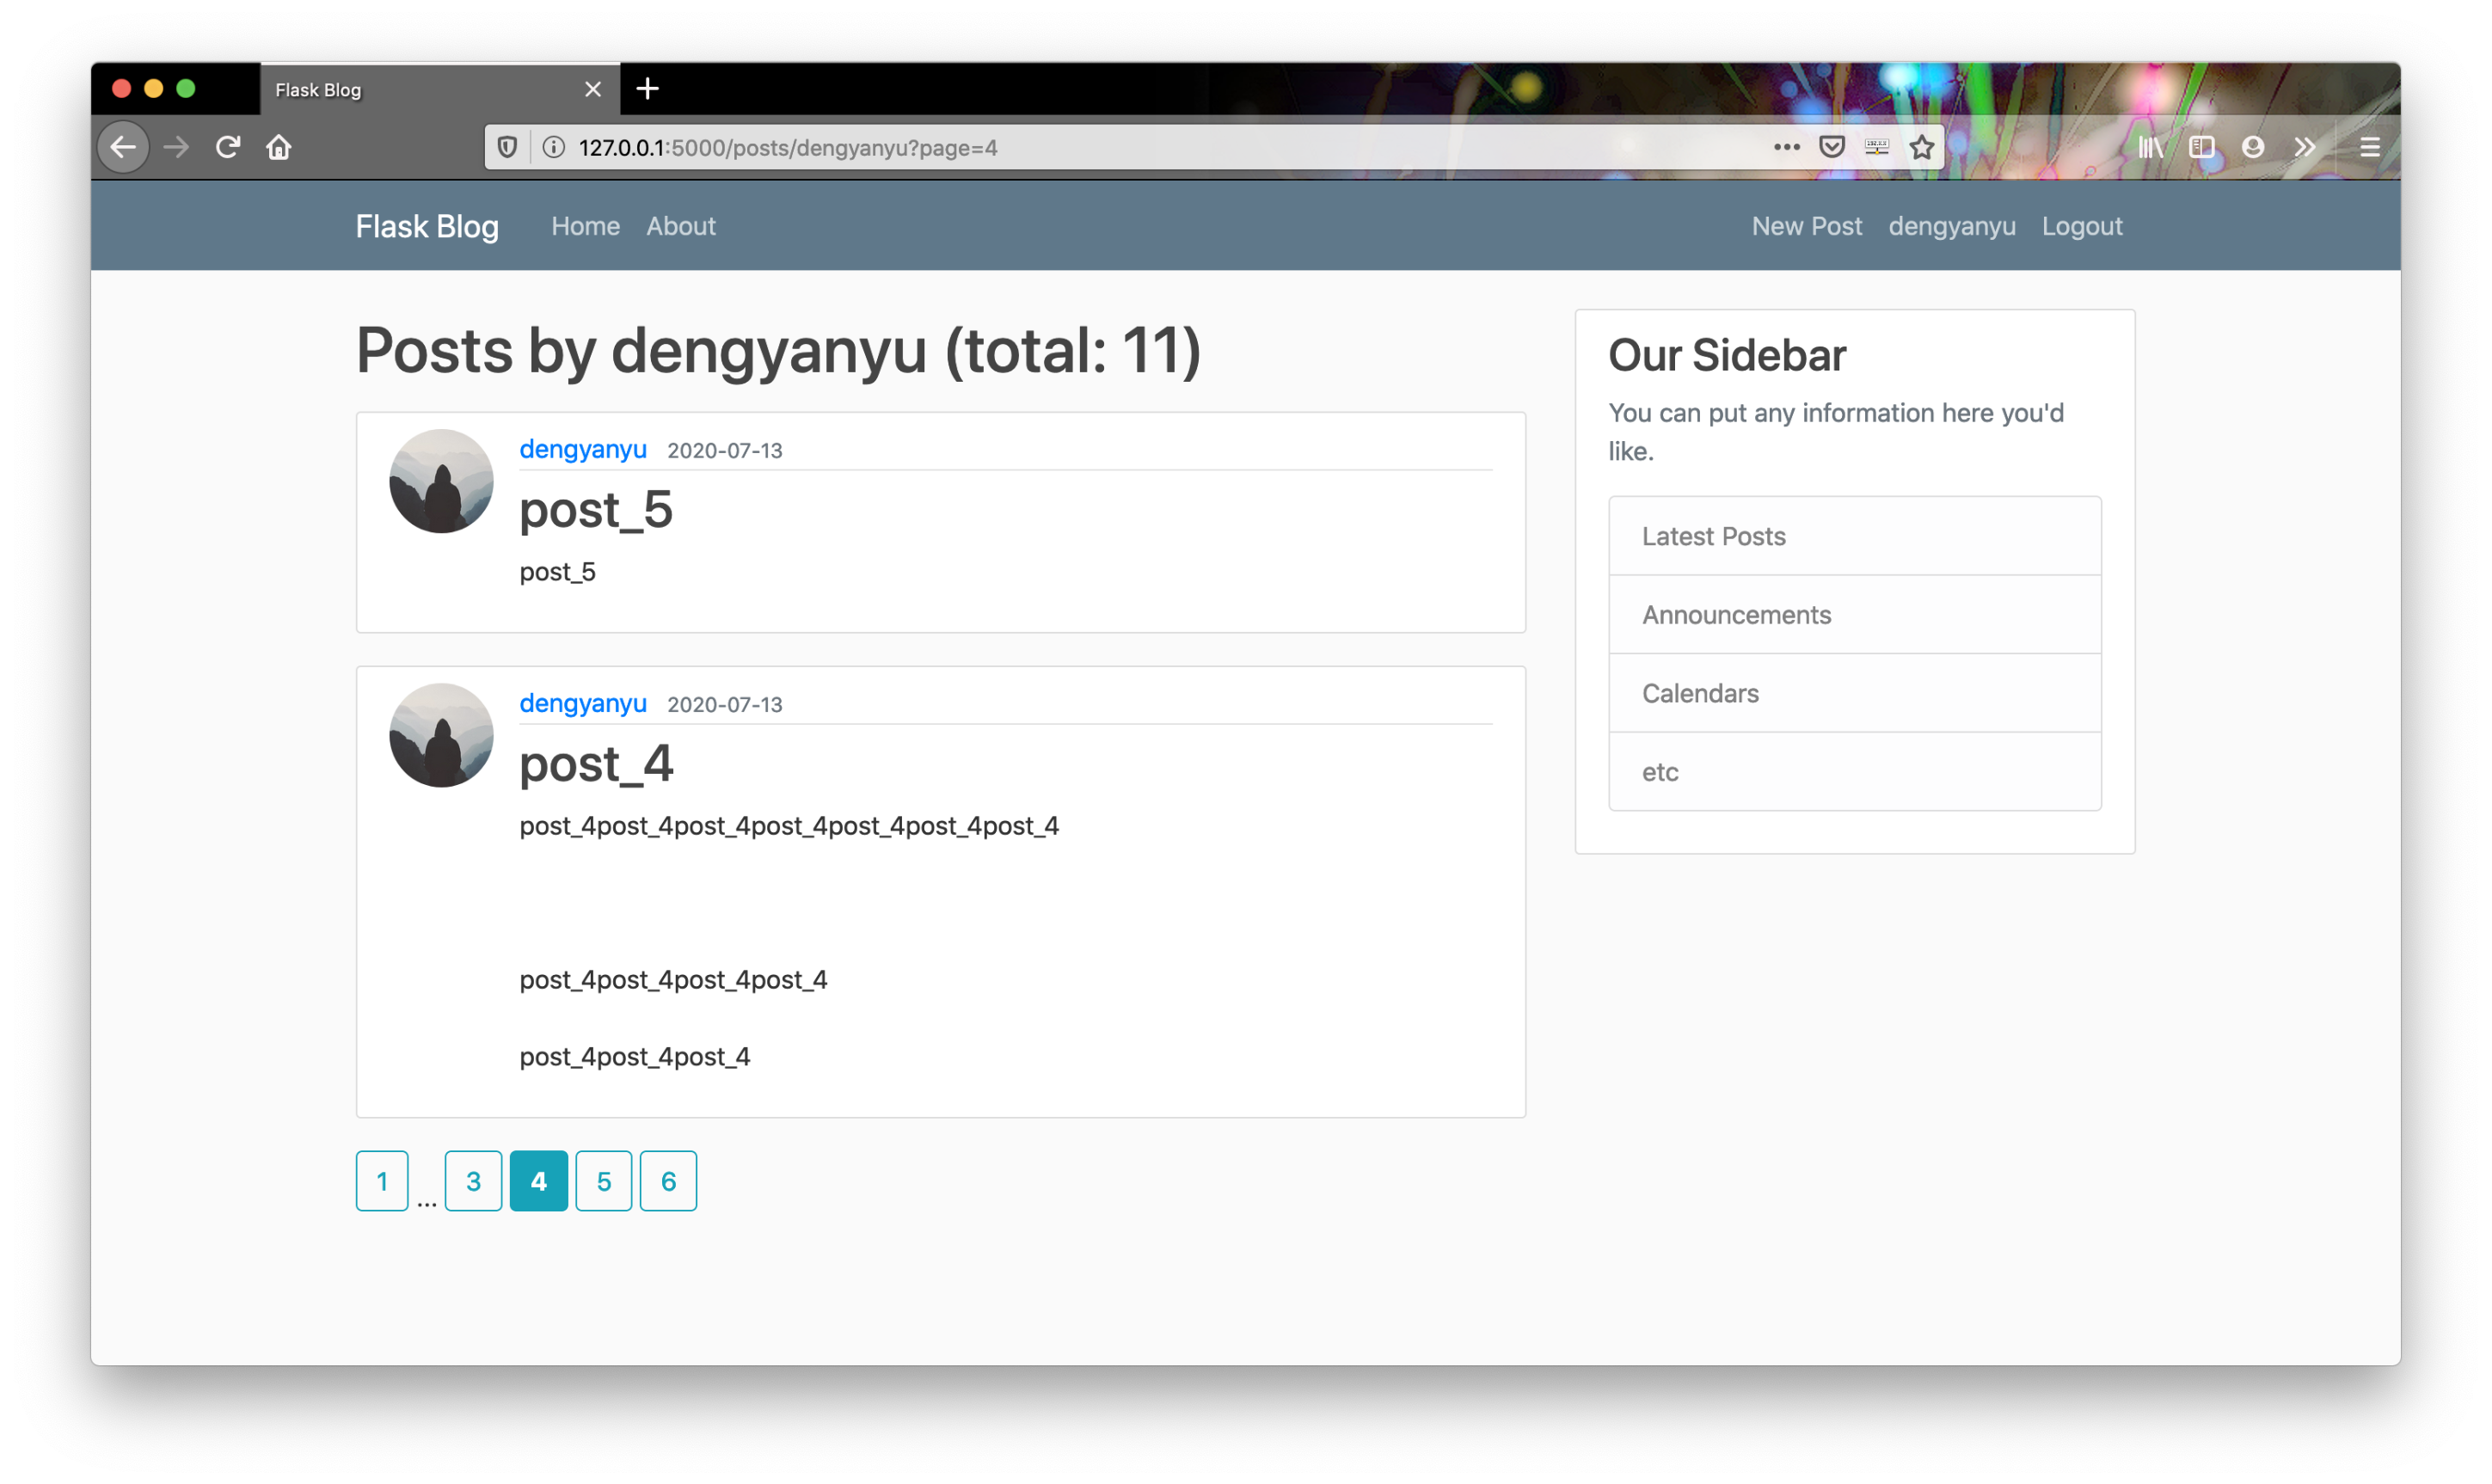 Flask Blog
127.0.0.1:5000/posts/dengyanyu?page=4
Flask Blog Home About New Post dengyanyu Logout
Posts by dengyanyu (total: 11)
dengyanyu 2020-07-13
post_5
post_5
dengyanyu 2020-07-13
post_4
post_4post_4post_4post_4post_4post_4post_4
post_4post_4post_4post_4
post_4post_4post_4
1 ... 3 4 5 6
Our Sidebar
You can put any information here you'd
like.
Latest Posts
Announcements
Calendars
etc